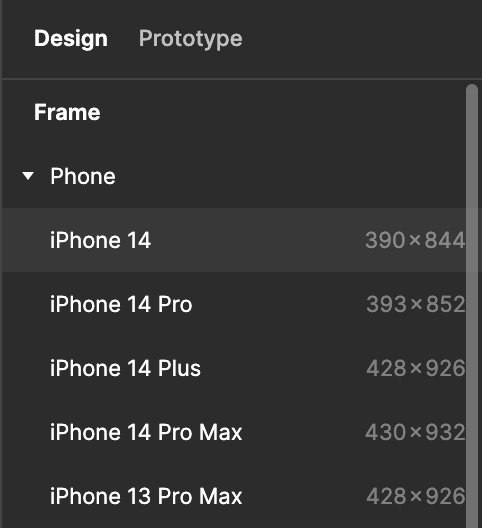 Design Prototype
Frame
Phone
iPhone 14 390×844
iPhone 14 Pro 393×852
iPhone 14 Plus 428×926
iPhone 14 Pro Max 430×932
iPhone 13 Pro Max 428×926